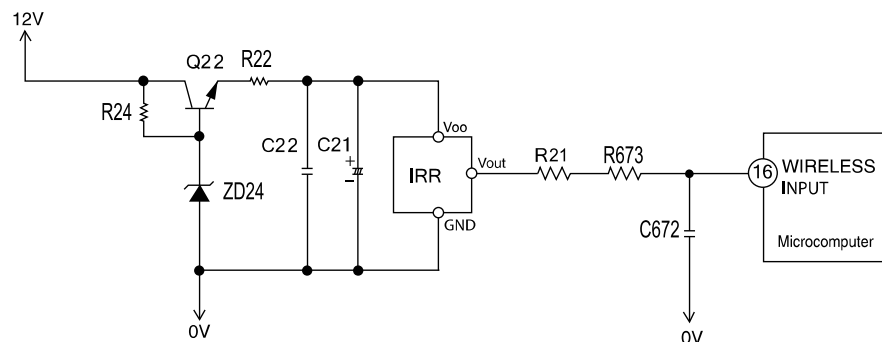 12V
Q22
R22
R24
C22
C21
+
-
ZD24
0V
Voo
IRR
Vout
GND
R21
R673
C672
0V
16
WIRELESS
INPUT
Microcomputer